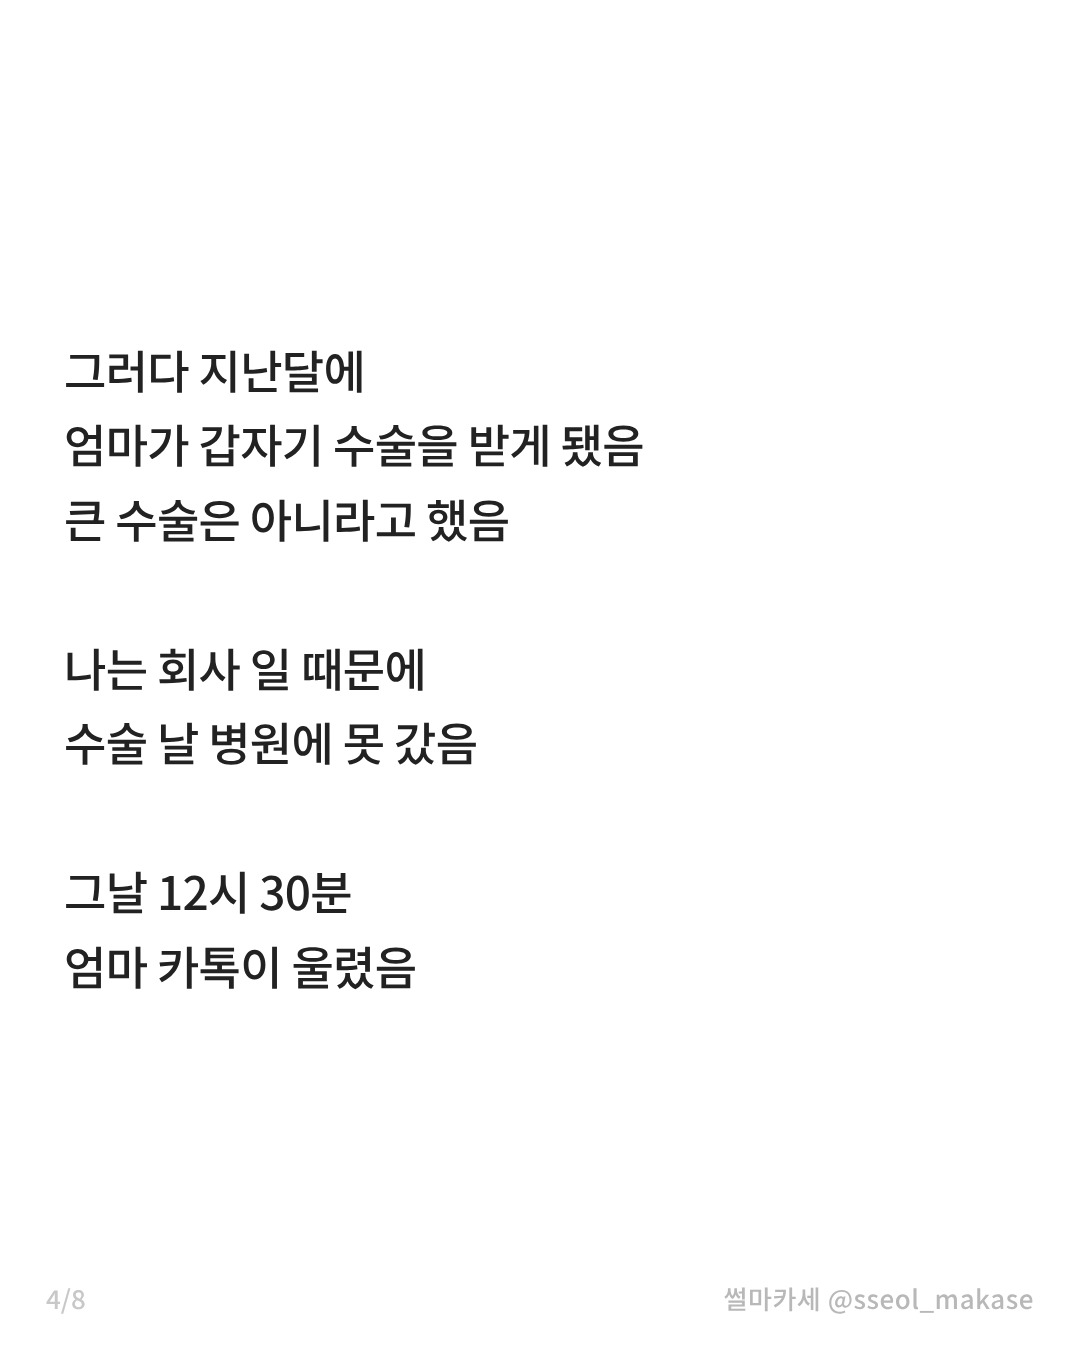 그러다 지난달에
엄마가 갑자기 수술을 받게 됐음
큰 수술은 아니라고 했음
나는 회사 일 때문에
수술 날 병원에 못 갔음
그날 12시 30분
엄마 카톡이 울렸음
4/8
썰마카세 @sseol_makase